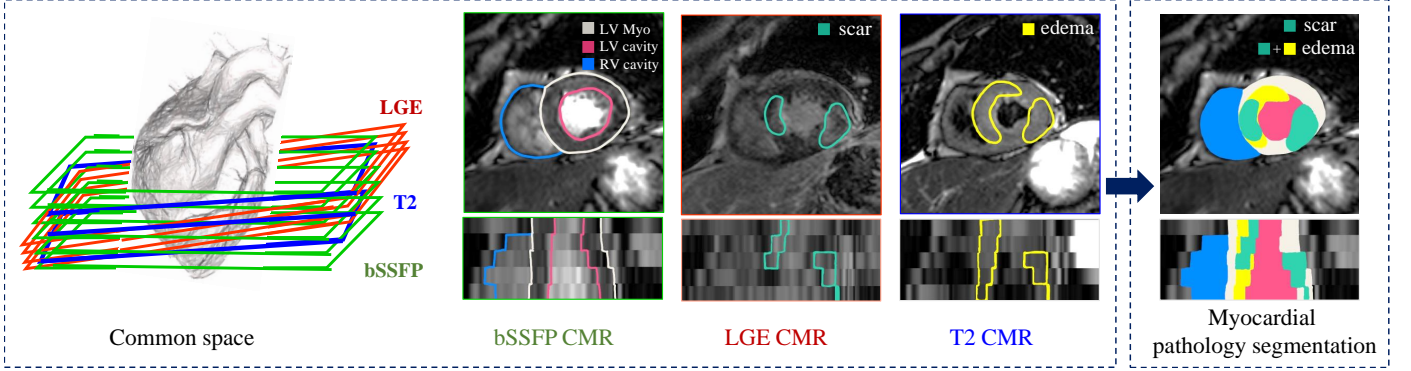 LGE
T2
bSSFP
Common space
LV Myo
LV cavity
RV cavity
bSSFP CMR
scar
LGE CMR
edema
T2 CMR
scar
+ edema
Myocardial
pathology segmentation